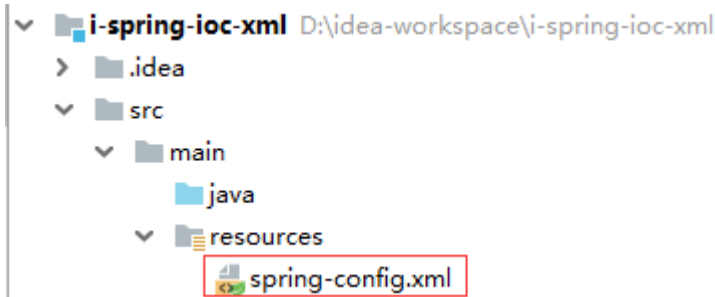 i-spring-ioc-xml D:\idea-workspace\i-spring-ioc-xml
.idea
src
main
java
resources
spring-config.xml